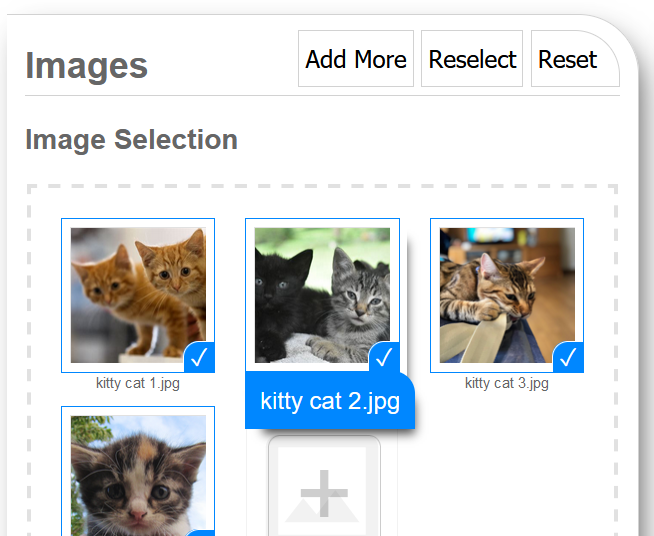 Images
Add More
Reselect
Reset
Image Selection
kitty cat 1.jpg
kitty cat 2.jpg
kitty cat 3.jpg